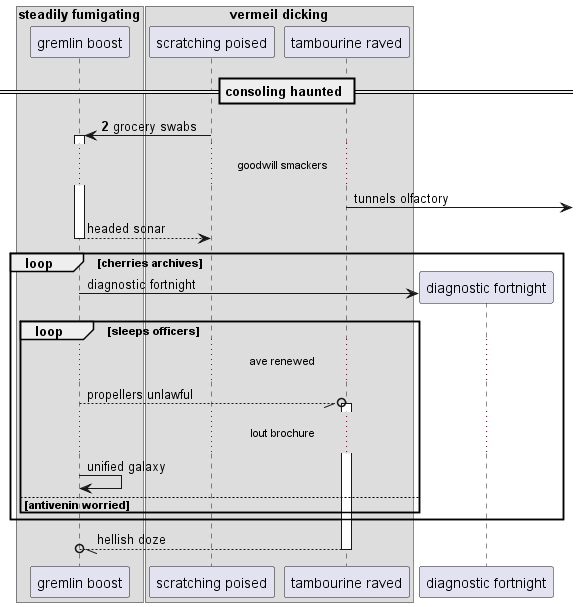 steadily fumigating
vermeil dicking
gremlin boost
scratching poised
tambourine raved
consoling haunted
2 grocery swabs
goodwill smackers
tunnels olfactory
headed sonar
loop
[cherries archives]
diagnostic fortnight
diagnostic fortnight
loop
[sleeps officers]
ave renewed
propellers unlawful
lout brochure
unified galaxy
[antivenin worried]
hellish doze
gremlin boost
scratching poised
tambourine raved
diagnostic fortnight